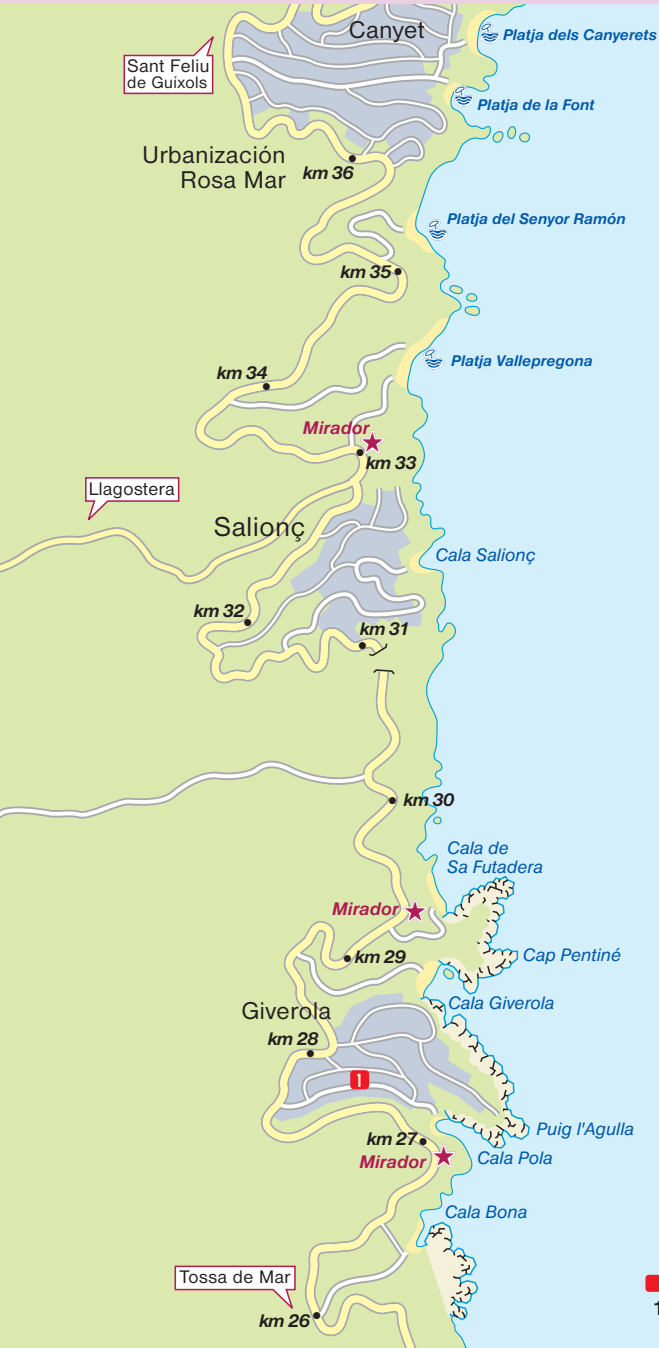 Canyet
Platja dels Canyerets
Sant Feliu
de Guíxols
Platja de la Font
Urbanización
Rosa Mar
km 36
Platja del Senyor Ramón
km 35
Platja Vallepregona
km 34
Mirador
km 33
Llagostera
Salionç
Cala Salionç
km 32
km 31
km 30
Cala de
Sa Futadera
Mirador
km 29
Cap Pentiné
Cala Giverola
Giverola
km 28
1
Puig l'Agulla
km 27
Mirador
Cala Pola
Cala Bona
Tossa de Mar
km 26
1